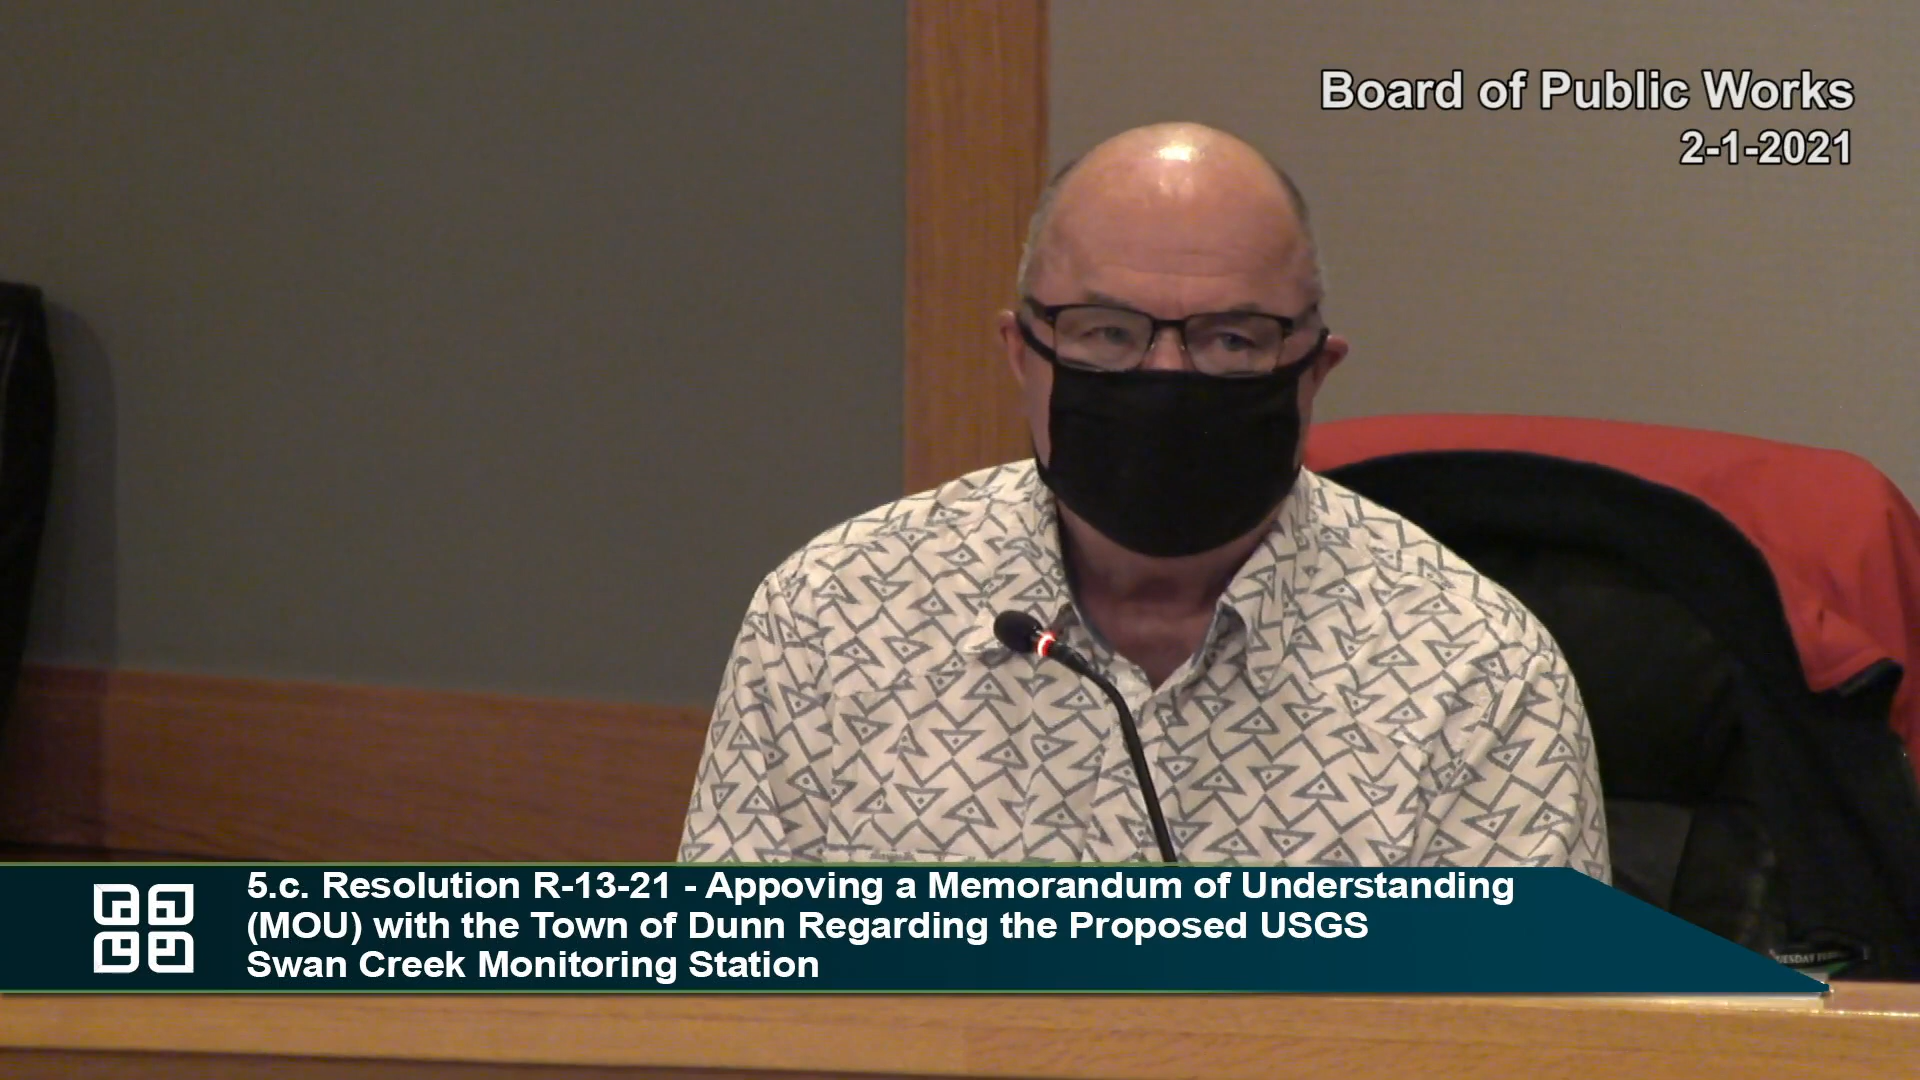 Board of Public Works
2-1-2021
5.c. Resolution R-13-21 - Appoving a Memorandum of Understanding
(MOU) with the Town of Dunn Regarding the Proposed USGS
Swan Creek Monitoring Station